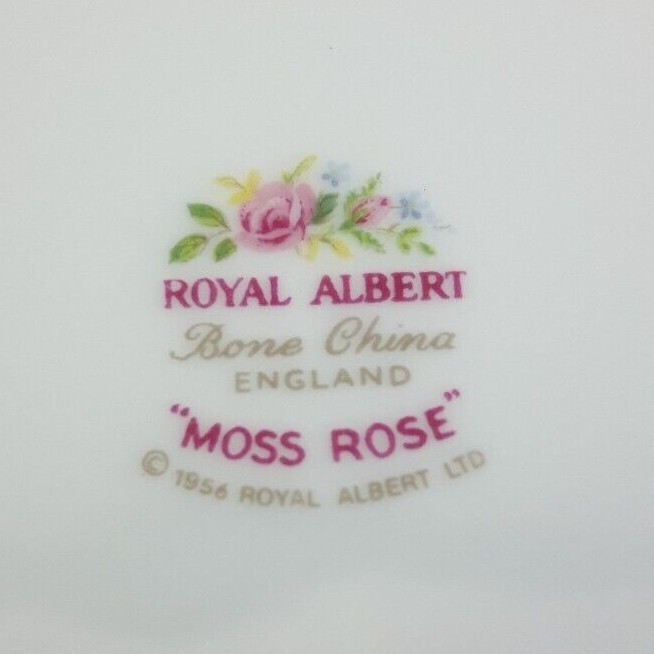 ROYAL ALBERT
Bone China
ENGLAND
"MOSS ROSE"
© 1956 ROYAL ALBERT LTD